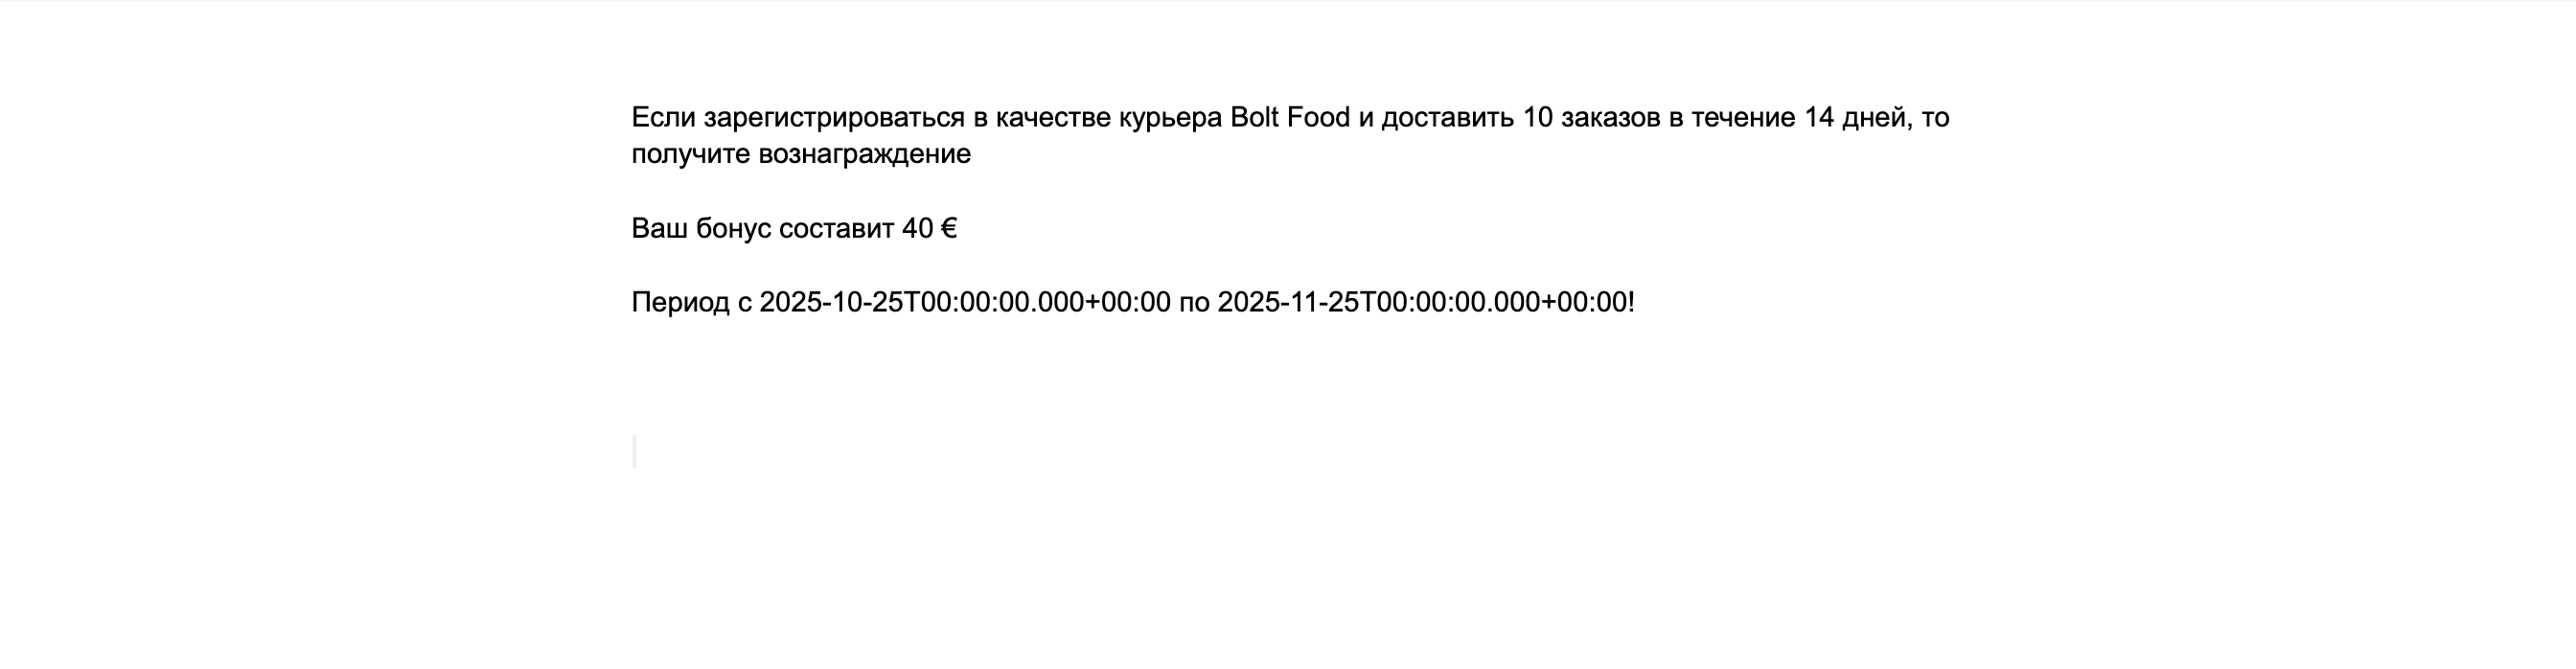 Если зарегистрироваться в качестве курьера Bolt Food и доставить 10 заказов в течение 14 дней, то
получите вознаграждение
Ваш бонус составит 40 €
Период с 2025-10-25T00:00:00.000+00:00 по 2025-11-25T00:00:00.000+00:00!